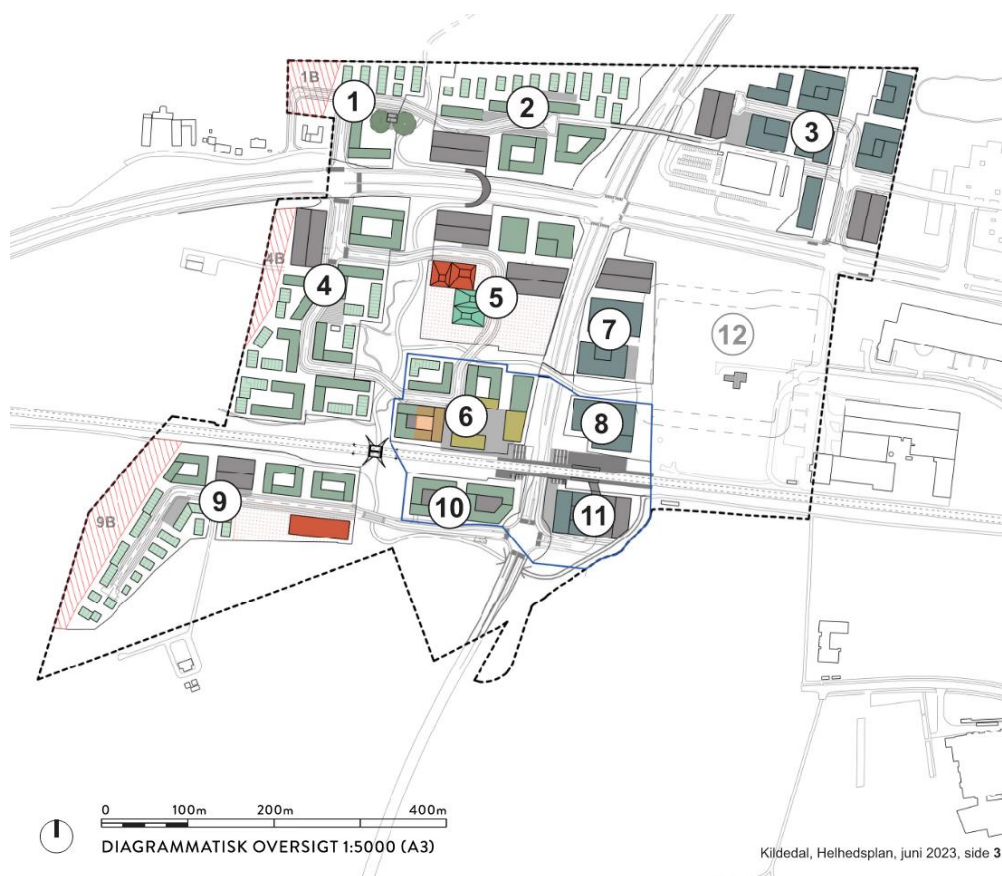 1B
1
2
3
4B
4
5
7
12
6
8
9
9B
10
11
0 100m 200m 400m
DIAGRAMMATISK OVERSIGT 1:5000 (A3)
Kildedal, Helhedsplan, juni 2023, side 3